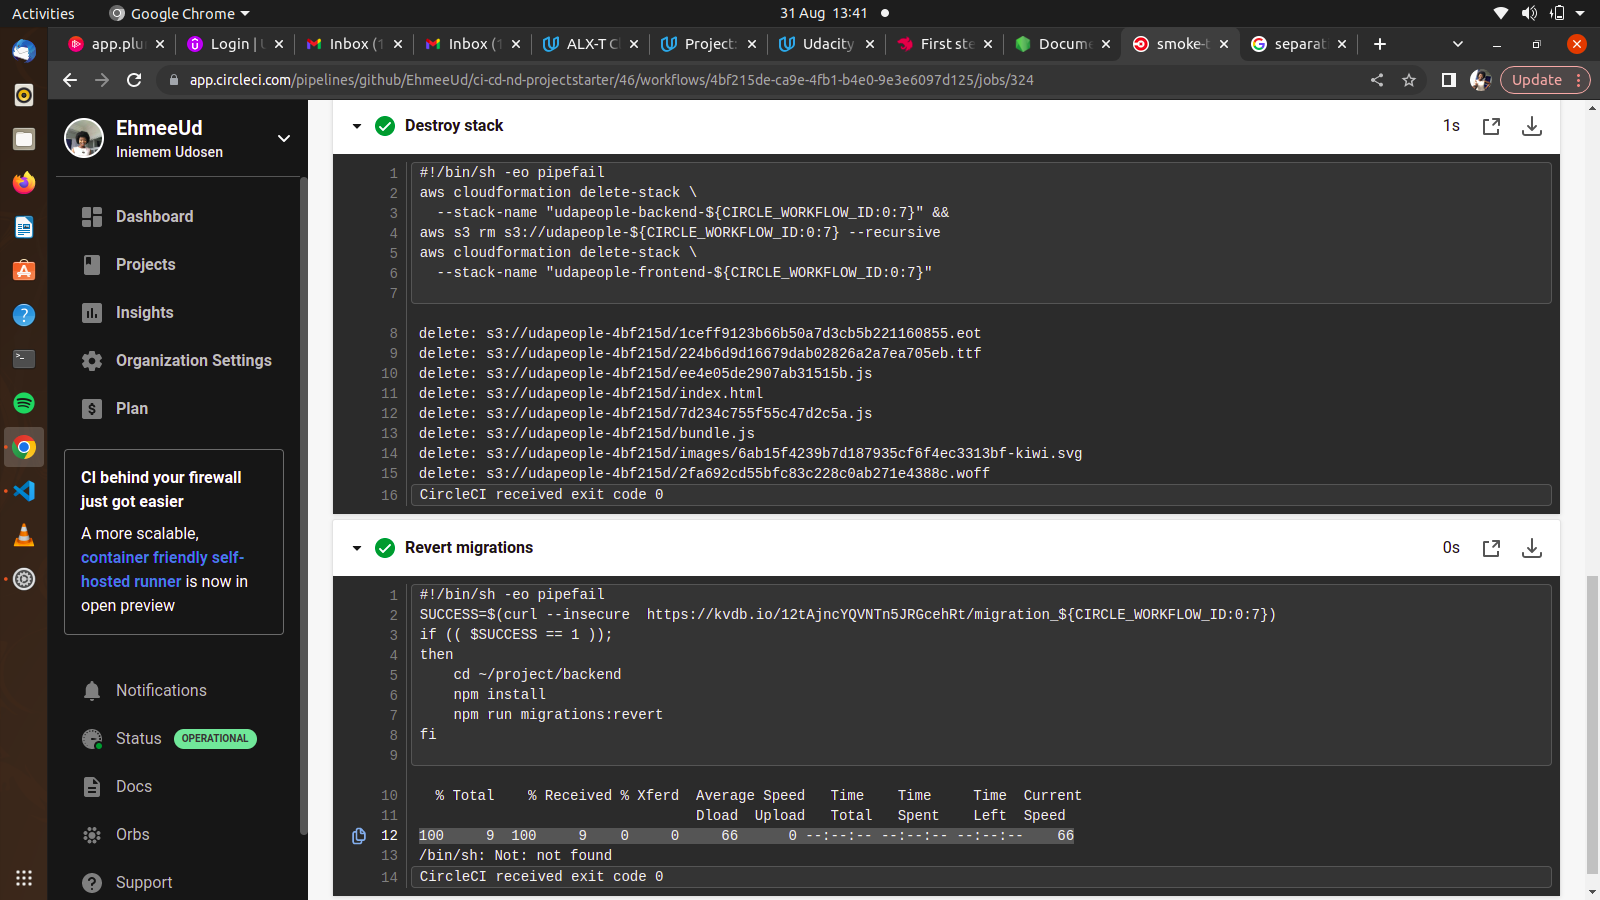 Activities
Google Chrome
31 Aug 13:41
app.plu
Login | U
Inbox (1
Inbox (1
ALX-T Cl
Project:
Udacity
First ste
Docume
smoke-t
separat
app.circleci.com/pipelines/github/EhmeeUd/ci-cd-nd-projectstarter/46/workflows/4bf215de-ca9e-4fb1-b4e0-9e3e6097d125/jobs/324
Update
EhmeeUd
Iniemem Udosen
Dashboard
Projects
Insights
Organization Settings
Plan
CI behind your firewall
just got easier
A more scalable,
container friendly self-
hosted runner is now in
open preview
Notifications
Status OPERATIONAL
Docs
Orbs
Support
Destroy stack 1s
1 #!/bin/sh -eo pipefail
2 aws cloudformation delete-stack \
3   --stack-name "udapeople-backend-${CIRCLE_WORKFLOW_ID:0:7}" &&
4 aws s3 rm s3://udapeople-${CIRCLE_WORKFLOW_ID:0:7} --recursive
5 aws cloudformation delete-stack \
6   --stack-name "udapeople-frontend-${CIRCLE_WORKFLOW_ID:0:7}"
7
8 delete: s3://udapeople-4bf215d/1ceff9123b66b50a7d3cb5b221160855.eot
9 delete: s3://udapeople-4bf215d/224b6d9d16679dab02826a2a7ea705eb.ttf
10 delete: s3://udapeople-4bf215d/ee4e05de2907ab31515b.js
11 delete: s3://udapeople-4bf215d/index.html
12 delete: s3://udapeople-4bf215d/7d234c755f55c47d2c5a.js
13 delete: s3://udapeople-4bf215d/bundle.js
14 delete: s3://udapeople-4bf215d/images/6ab15f4239b7d187935cf6f4ec3313bf-kiwi.svg
15 delete: s3://udapeople-4bf215d/2fa692cd55bfc83c228c0ab271e4388c.woff
16 CircleCI received exit code 0
Revert migrations 0s
1 #!/bin/sh -eo pipefail
2 SUCCESS=$(curl --insecure  https://kvdb.io/12tAjncYQVNTn5JRGcehRt/migration_${CIRCLE_WORKFLOW_ID:0:7})
3 if (( $SUCCESS == 1 ));
4 then
5     cd ~/project/backend
6     npm install
7     npm run migrations:revert
8 fi
9
10   % Total    % Received % Xferd  Average Speed   Time    Time     Time  Current
11                                  Dload  Upload   Total   Spent    Left  Speed
12 100     9  100     9    0     0     66      0 --:--:-- --:--:-- --:--:--    66
13 /bin/sh: Not: not found
14 CircleCI received exit code 0